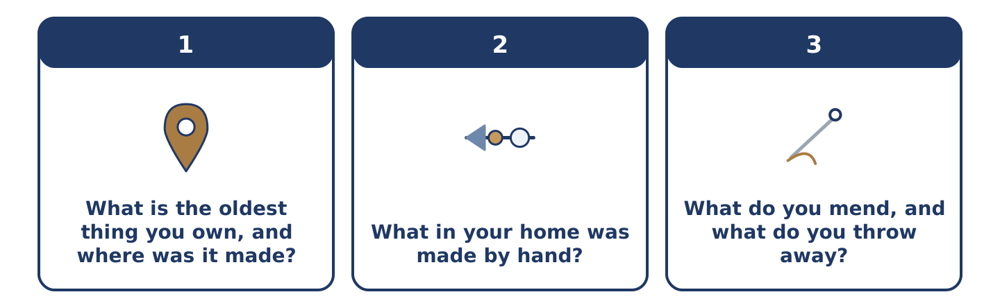 1
What is the oldest
thing you own, and
where was it made?
2
What in your home was
made by hand?
3
What do you mend, and
what do you throw
away?